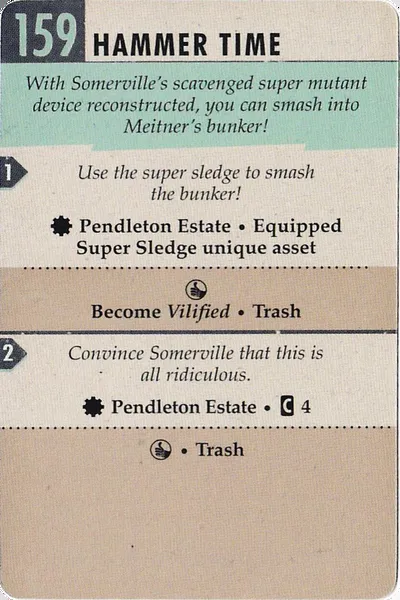 159 HAMMER TIME
With Somerville's scavenged super mutant
device reconstructed, you can smash into
Meitner's bunker!
1
Use the super sledge to smash
the bunker!
Pendleton Estate • Equipped
Super Sledge unique asset
Become Vilified • Trash
2
Convince Somerville that this is
all ridiculous.
Pendleton Estate • C 4
• Trash